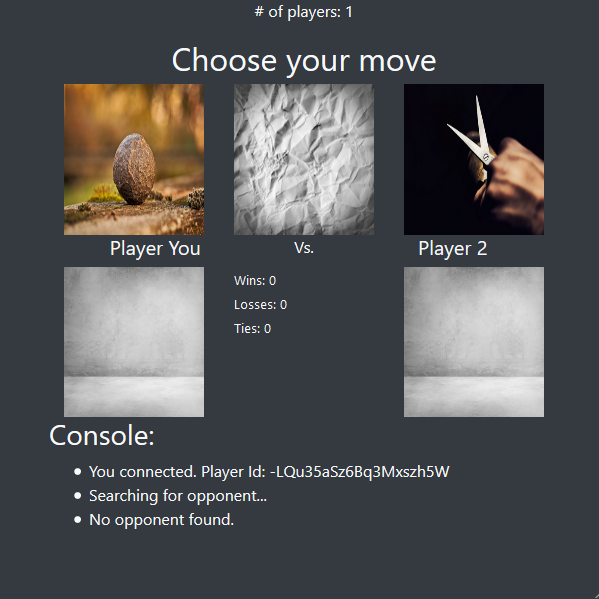 # of players: 1
Choose your move
Player You
Vs.
Player 2
Wins: 0
Losses: 0
Ties: 0
Console:
You connected. Player Id: -LQu35aSz6Bq3Mxszh5W
Searching for opponent...
No opponent found.